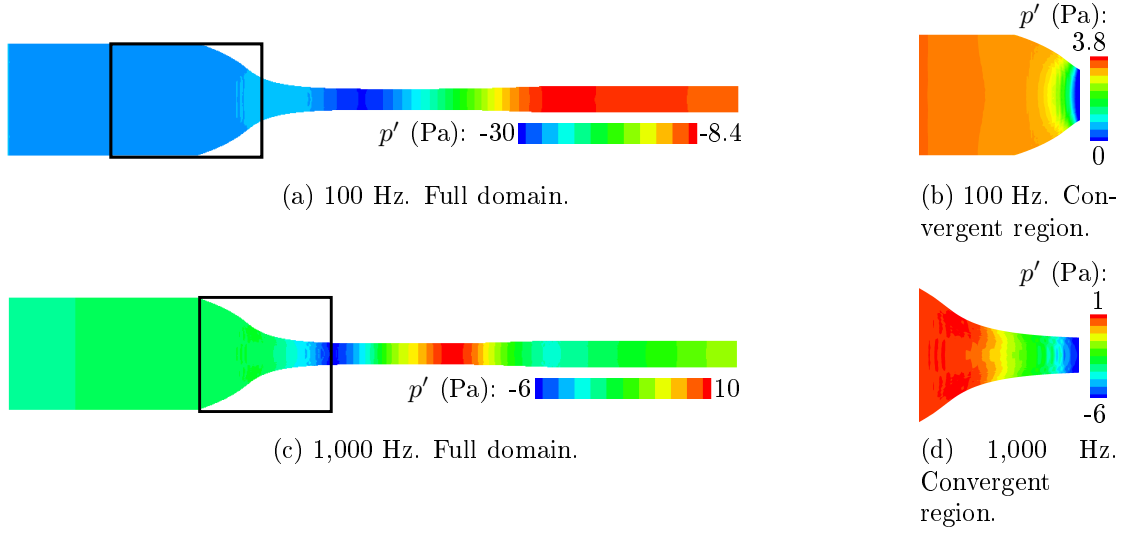 p′ (Pa): -30 -8.4
(a) 100 Hz. Full domain.
p′ (Pa):
3.8
0
(b) 100 Hz. Con-
vergent region.
p′ (Pa): -6 10
(c) 1,000 Hz. Full domain.
p′ (Pa):
1
-6
(d) 1,000 Hz.
Convergent
region.